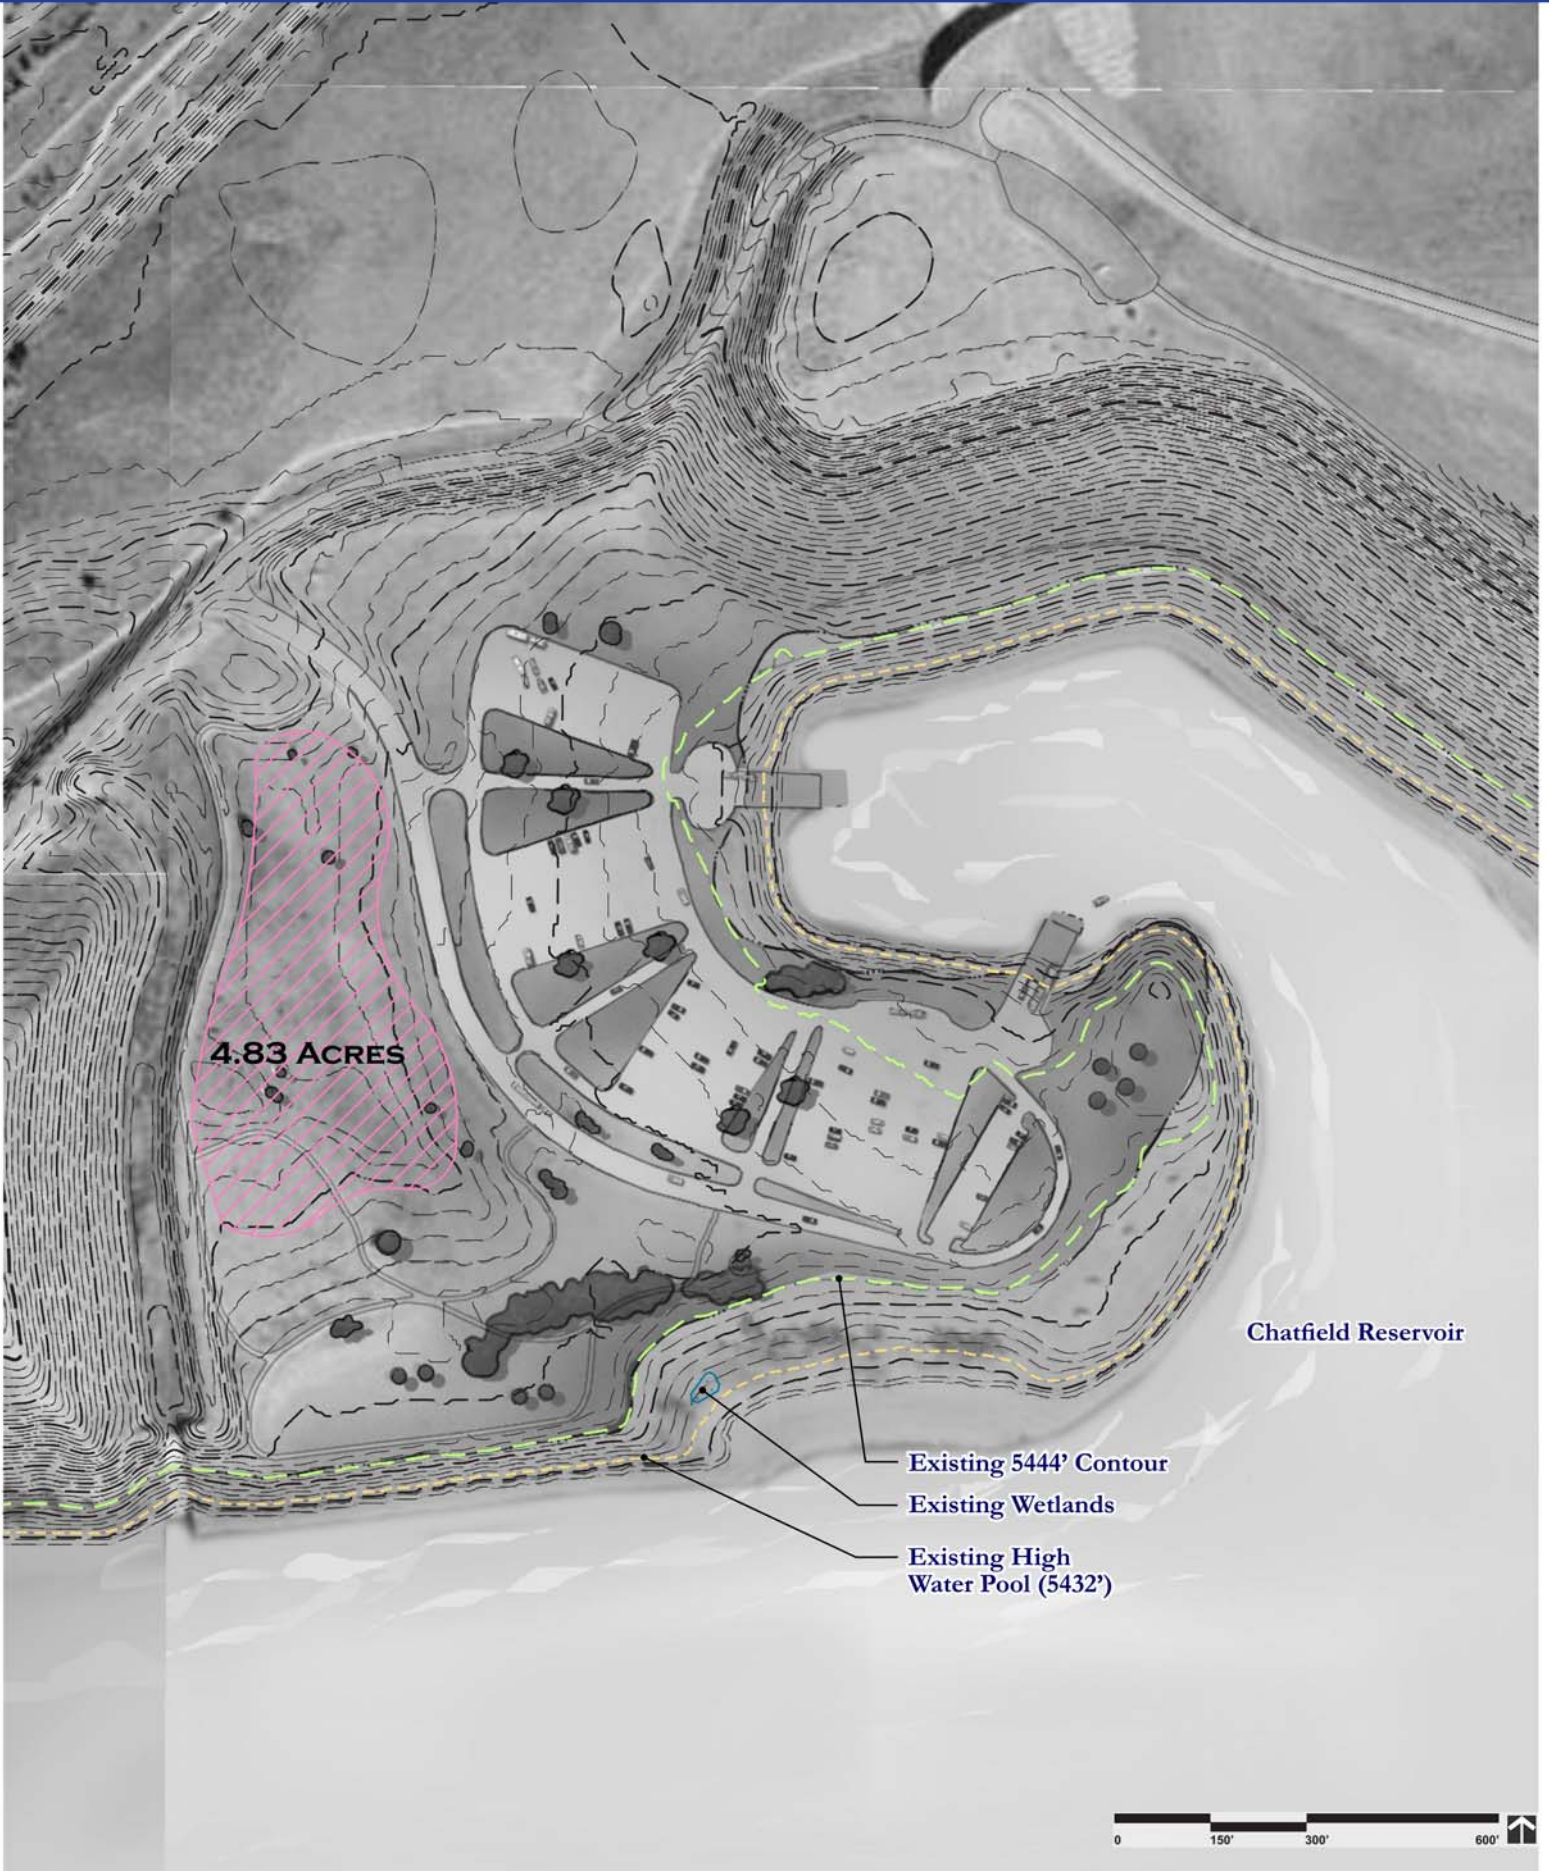 4.83 ACRES
Chatfield Reservoir
Existing 5444’ Contour
Existing Wetlands
Existing High
Water Pool (5432’)
0 150’ 300’ 600’